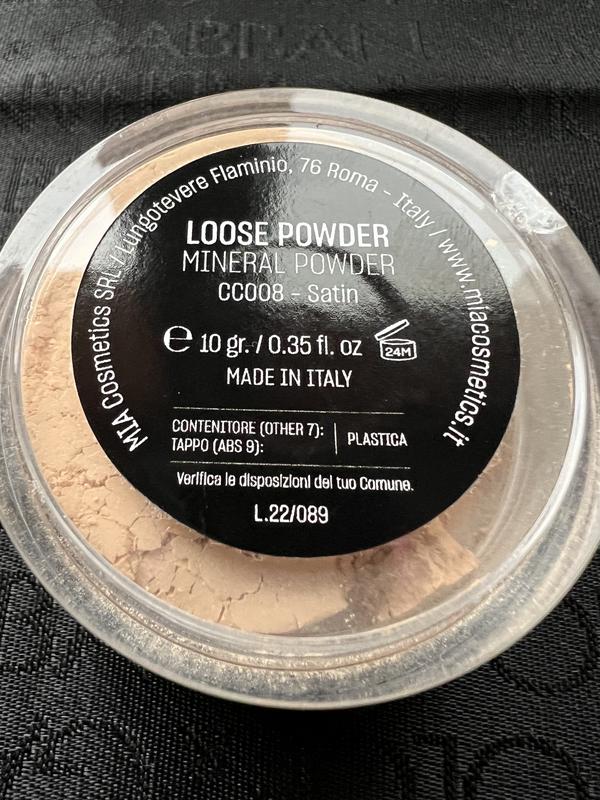 MIA Cosmetics SRL / Lungotevere Flaminio, 76 Roma - Italy / www.miacosmetics.it
LOOSE POWDER
MINERAL POWDER
CC008 - Satin
e 10 gr. / 0.35 fl. oz 24M
MADE IN ITALY
CONTENITORE (OTHER 7): | PLASTICA
TAPPO (ABS 9):
Verifica le disposizioni del tuo Comune.
L.22/089